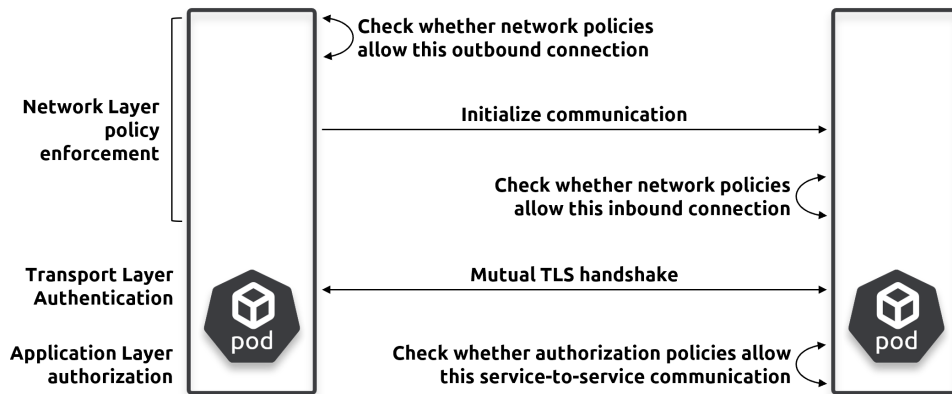 Check whether network policies
allow this outbound connection
Network Layer
policy
enforcement
Initialize communication
Check whether network policies
allow this inbound connection
Transport Layer
Authentication
Mutual TLS handshake
pod
pod
Application Layer
authorization
Check whether authorization policies allow
this service-to-service communication